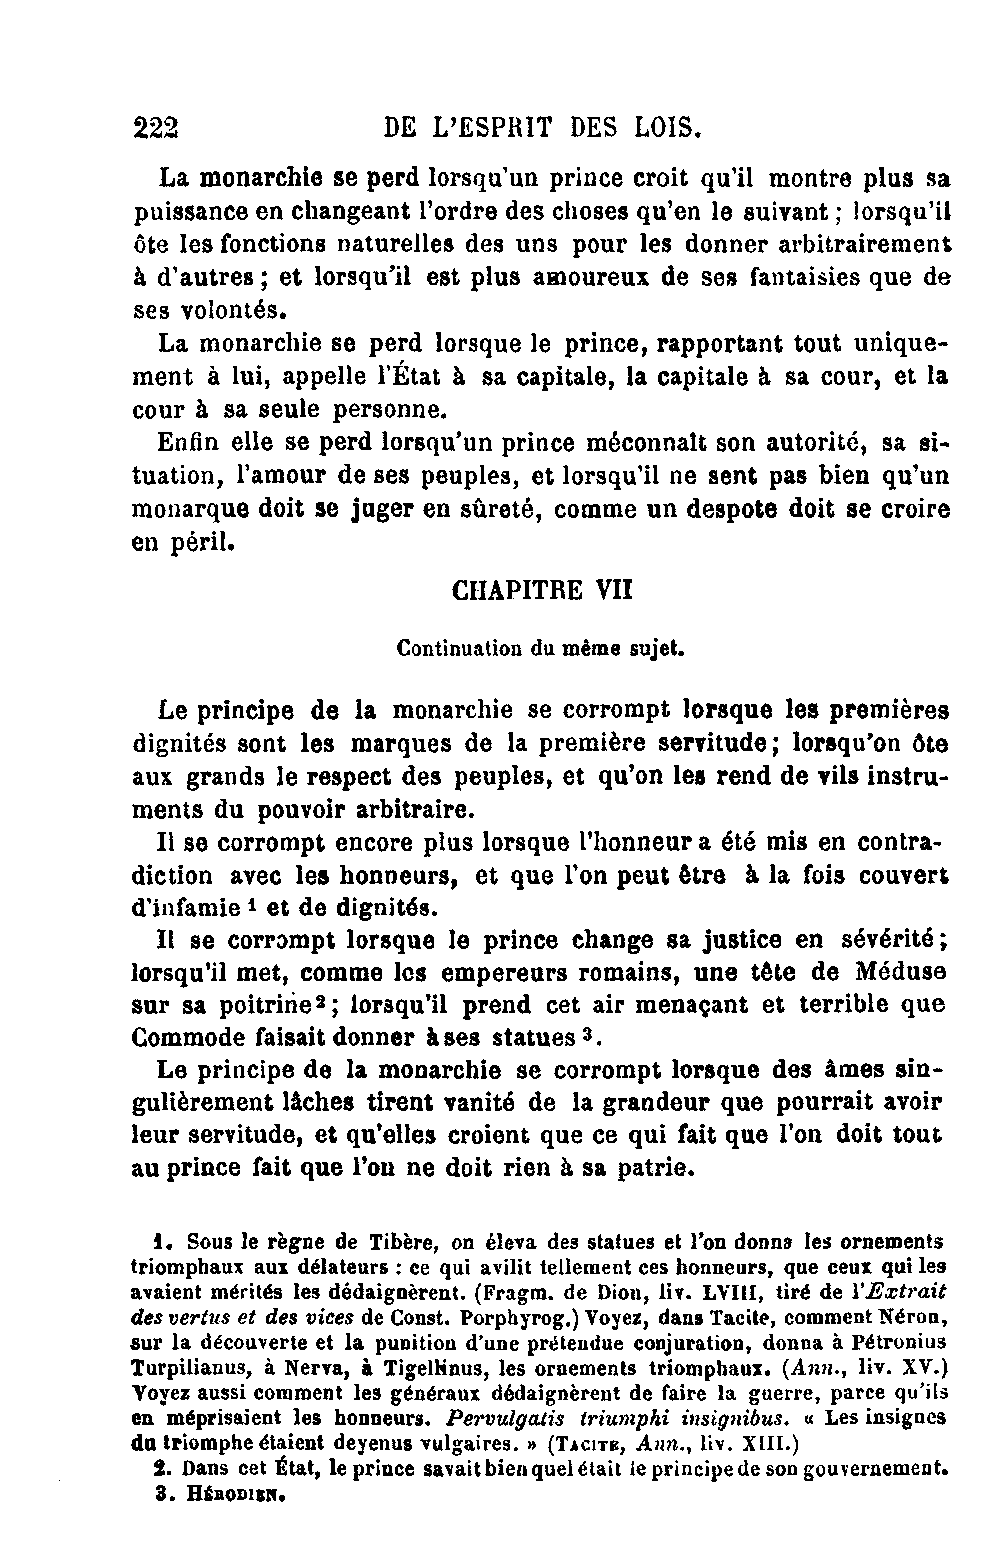 222 DE L'ESPRIT DES LOIS.
La monarchie se perd lorsqu'un prince croit qu'il montre plus sa
puissance en changeant l'ordre des choses qu'en le suivant ; lorsqu'il
ôte les fonctions naturelles des uns pour les donner arbitrairement
à d'autres ; et lorsqu'il est plus amoureux de ses fantaisies que de
ses volontés.
La monarchie se perd lorsque le prince, rapportant tout unique-
ment à lui, appelle l'État à sa capitale, la capitale à sa cour, et la
cour à sa seule personne.
Enfin elle se perd lorsqu'un prince méconnaît son autorité, sa si-
tuation, l'amour de ses peuples, et lorsqu'il ne sent pas bien qu'un
monarque doit se juger en sûreté, comme un despote doit se croire
en péril.
CHAPITRE VII
Continuation du même sujet.
Le principe de la monarchie se corrompt lorsque les premières
dignités sont les marques de la première servitude ; lorsqu'on ôte
aux grands le respect des peuples, et qu'on les rend de vils instru-
ments du pouvoir arbitraire.
Il se corrompt encore plus lorsque l'honneur a été mis en contra-
diction avec les honneurs, et que l'on peut être à la fois couvert
d'infamie 1 et de dignités.
Il se corrompt lorsque le prince change sa justice en sévérité ;
lorsqu'il met, comme les empereurs romains, une tête de Méduse
sur sa poitrine 2 ; lorsqu'il prend cet air menaçant et terrible que
Commode faisait donner à ses statues 3.
Le principe de la monarchie se corrompt lorsque des âmes sin-
gulièrement lâches tirent vanité de la grandeur que pourrait avoir
leur servitude, et qu'elles croient que ce qui fait que l'on doit tout
au prince fait que l'on ne doit rien à sa patrie.
1. Sous le règne de Tibère, on éleva des statues et l'on donna les ornements
triomphaux aux délateurs : ce qui avilit tellement ces honneurs, que ceux qui les
avaient mérités les dédaignèrent. (Fragm. de Dion, liv. LVIII, tiré de l'Extrait
des vertus et des vices de Const. Porphyrog.) Voyez, dans Tacite, comment Néron,
sur la découverte et la punition d'une prétendue conjuration, donna à Pétronius
Turpilianus, à Nerva, à Tigellinus, les ornements triomphaux. (Ann., liv. XV.)
Voyez aussi comment les généraux dédaignèrent de faire la guerre, parce qu'ils
en méprisaient les honneurs. Pervulgatis triumphi insignibus. « Les insignes
du triomphe étaient devenus vulgaires. » (TACITE, Ann., liv. XIII.)
2. Dans cet État, le prince savait bien quel était le principe de son gouvernement.
3. HÉRODIEN.